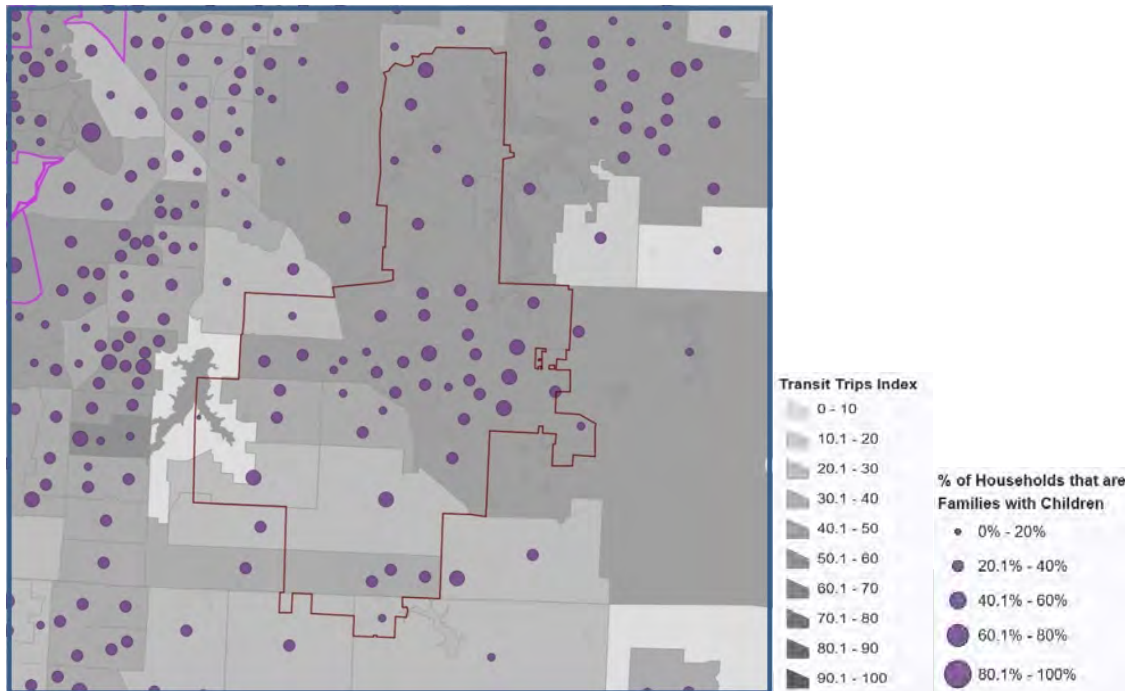 Transit Trips Index
0 - 10
10.1 - 20
20.1 - 30
30.1 - 40
40.1 - 50
50.1 - 60
60.1 - 70
70.1 - 80
80.1 - 90
90.1 - 100
% of Households that are
Families with Children
0% - 20%
20.1% - 40%
40.1% - 60%
60.1% - 80%
80.1% - 100%